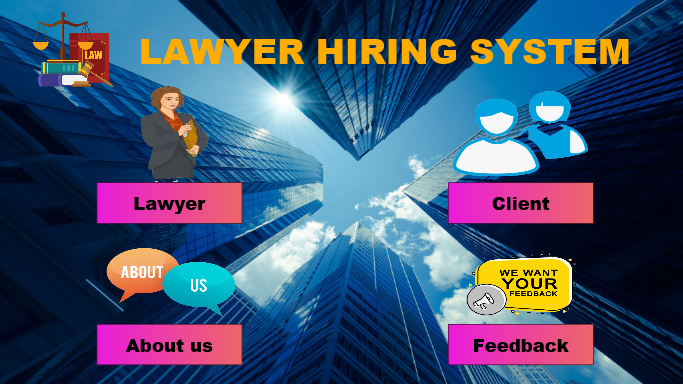 LAW
LAWYER HIRING SYSTEM
Lawyer
Client
ABOUT
US
WE WANT
YOUR
FEEDBACK
About us
Feedback